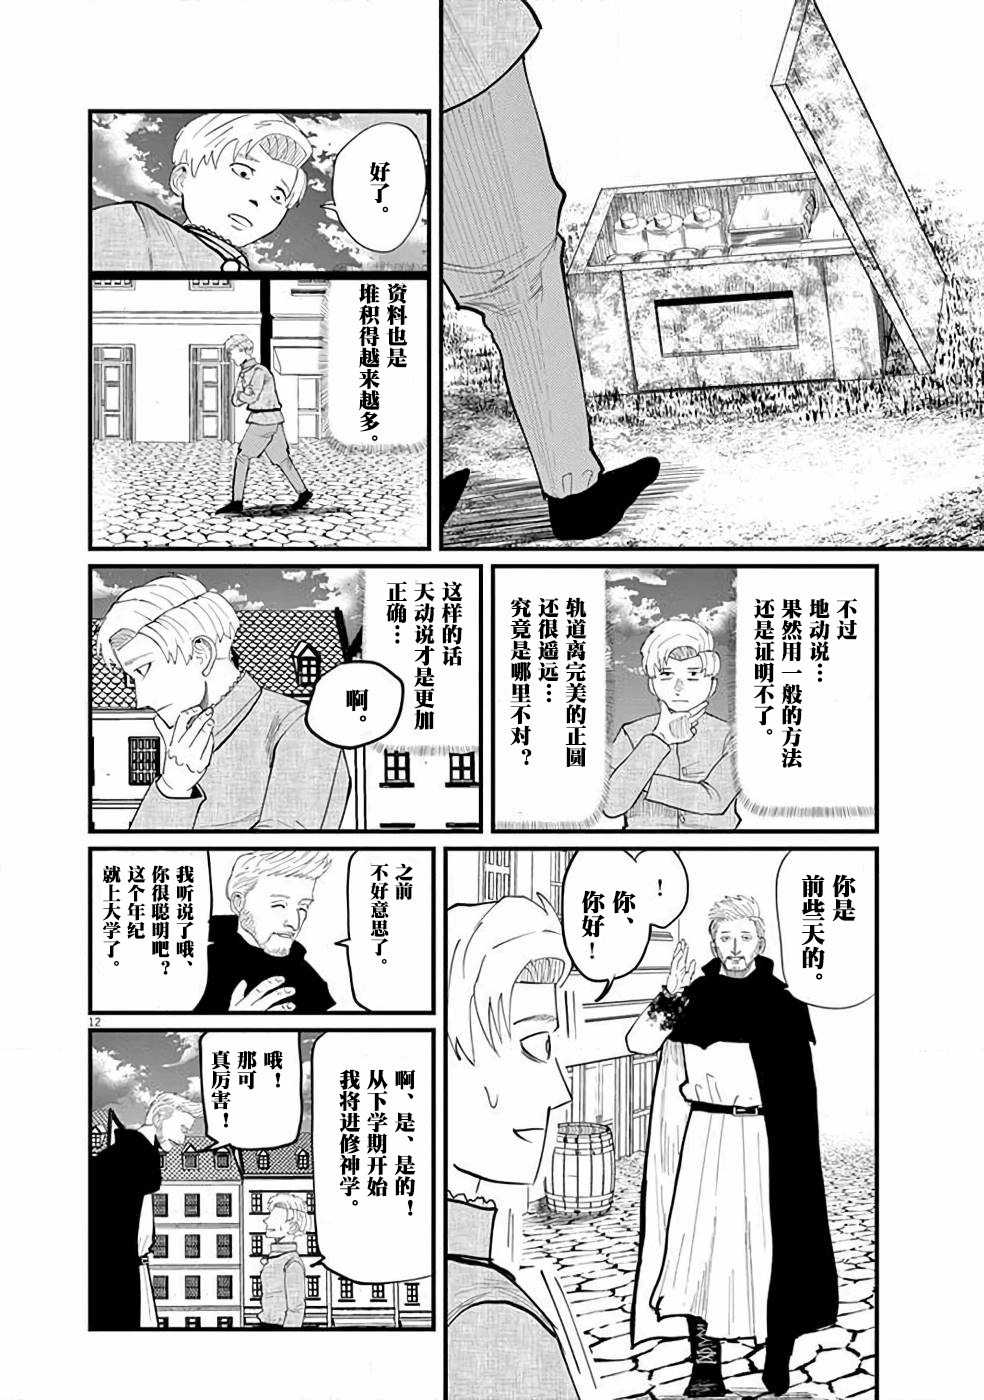 好了。
资料也是
堆积得越来越多。
不过
地动说…
果然用一般的方法
还是证明不了。
轨道离完美的正圆
还很遥远…
究竟是哪里不对？
这样的话
天动说才是更加
正确…
啊。
你是
前些天的。
！
你、
你好！
之前
不好意思了。
我听说了哦、
你很聪明吧？
这个年纪
就上大学了。
啊、是、是的！
从下学期开始
我将进修神学。
哦！
那可
真厉害！
12